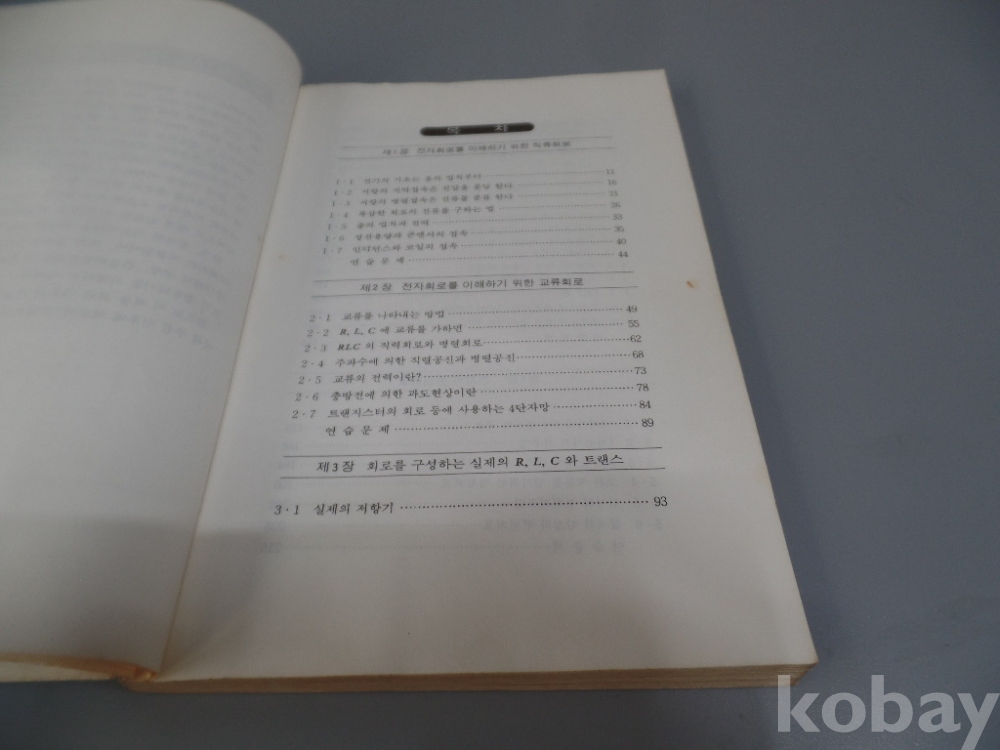 목 차
제1장 전자회로를 이해하기 위한 직류회로
1·1 전기의 기초는 옴의 법칙부터 15
1·2 저항의 직렬접속은 전압을 분담 한다 16
1·3 저항의 병렬접속은 전류를 분류 한다 21
1·4 복잡한 회로의 전류를 구하는 법 28
1·5 줄의 법칙과 전력 33
1·6 정전용량과 콘덴서의 접속 35
1·7 인덕턴스와 코일의 접속 40
연 습 문 제 44
제2장 전자회로를 이해하기 위한 교류회로
2·1 교류를 나타내는 방법 49
2·2 R, L, C 에 교류를 가하면 55
2·3 RLC 의 직렬회로와 병렬회로 62
2·4 주파수에 의한 직렬공진과 병렬공진 68
2·5 교류의 전력이란? 73
2·6 충방전에 의한 과도현상이란 78
2·7 트랜지스터의 회로 등에 사용하는 4단자망 84
연 습 문 제 89
제3장 회로를 구성하는 실제의 R, L, C 와 트랜스
3·1 실제의 저항기 93
kobay